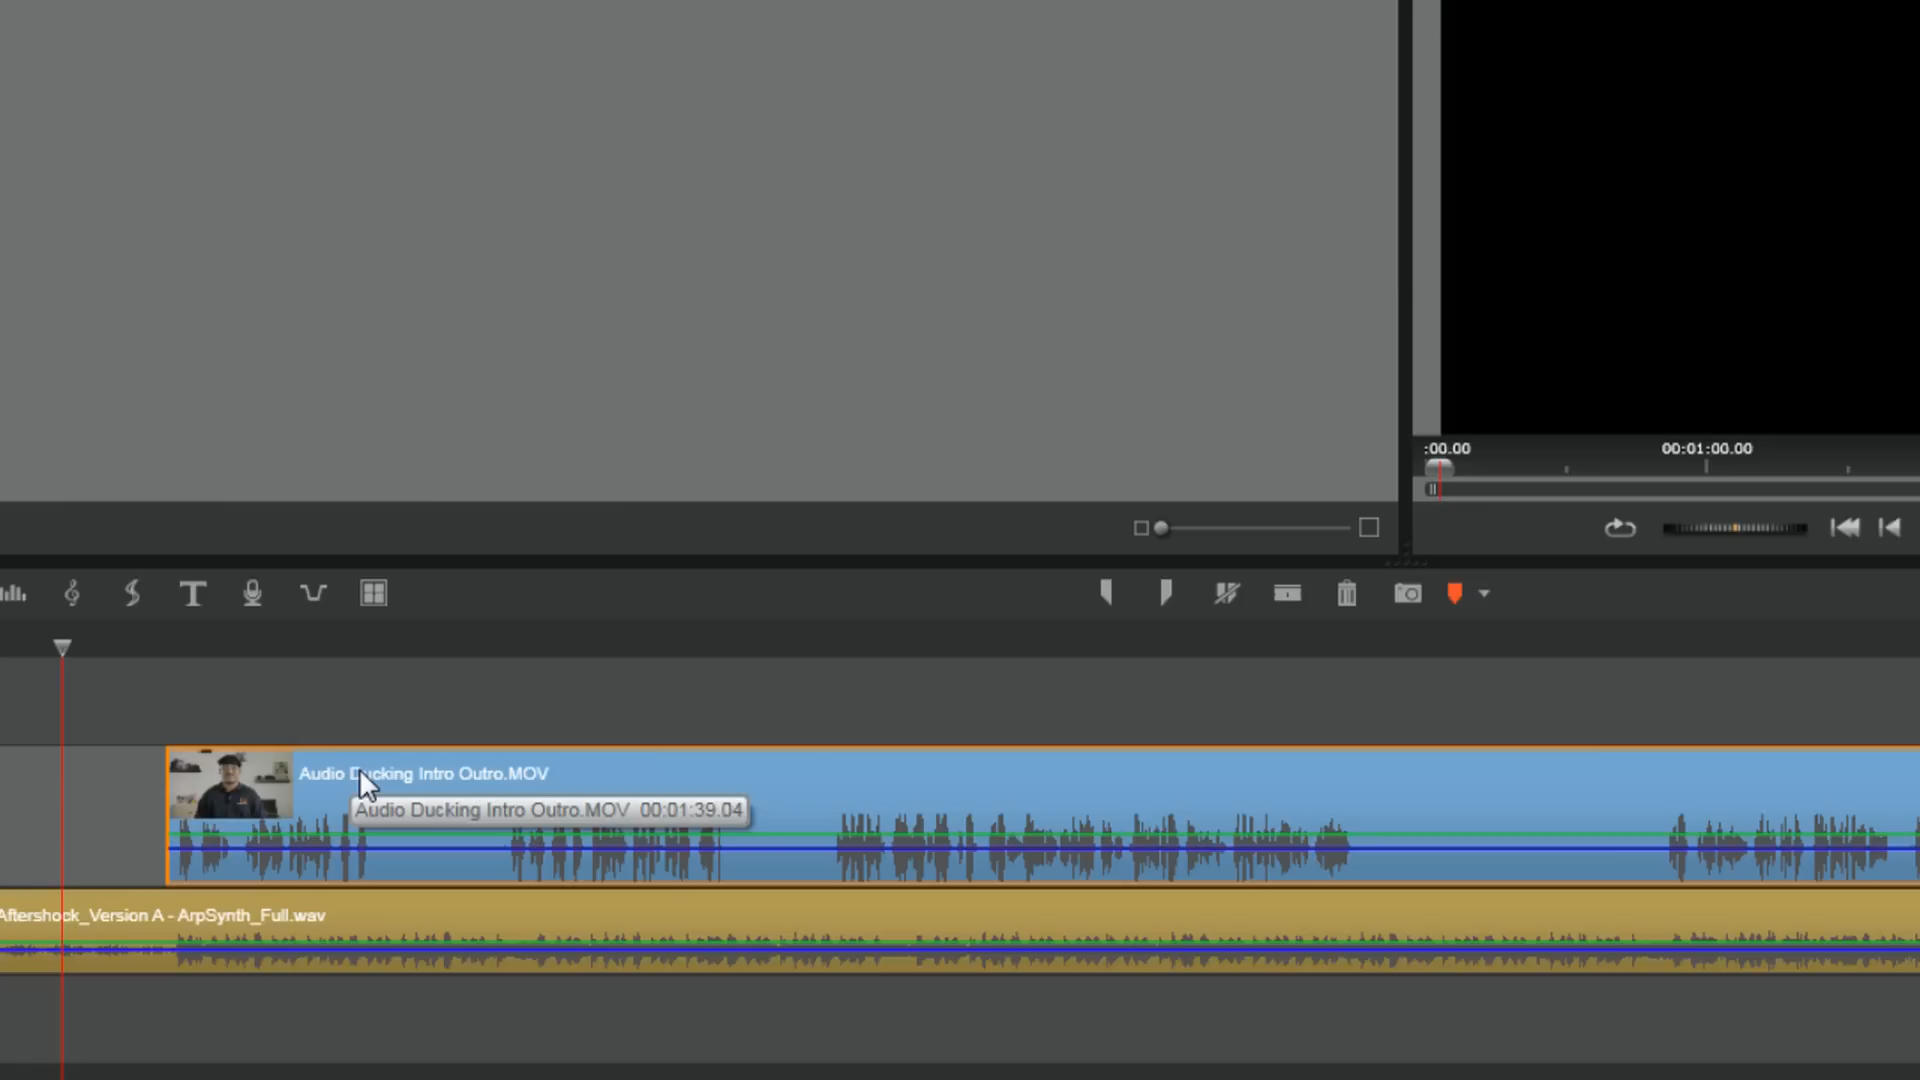 :00.00
00:01:00.00
Audio Ducking Intro Outro.MOV
Audio Ducking Intro Outro.MOV 00:01:39.04
Aftershock_Version A - ArpSynth_Full.wav